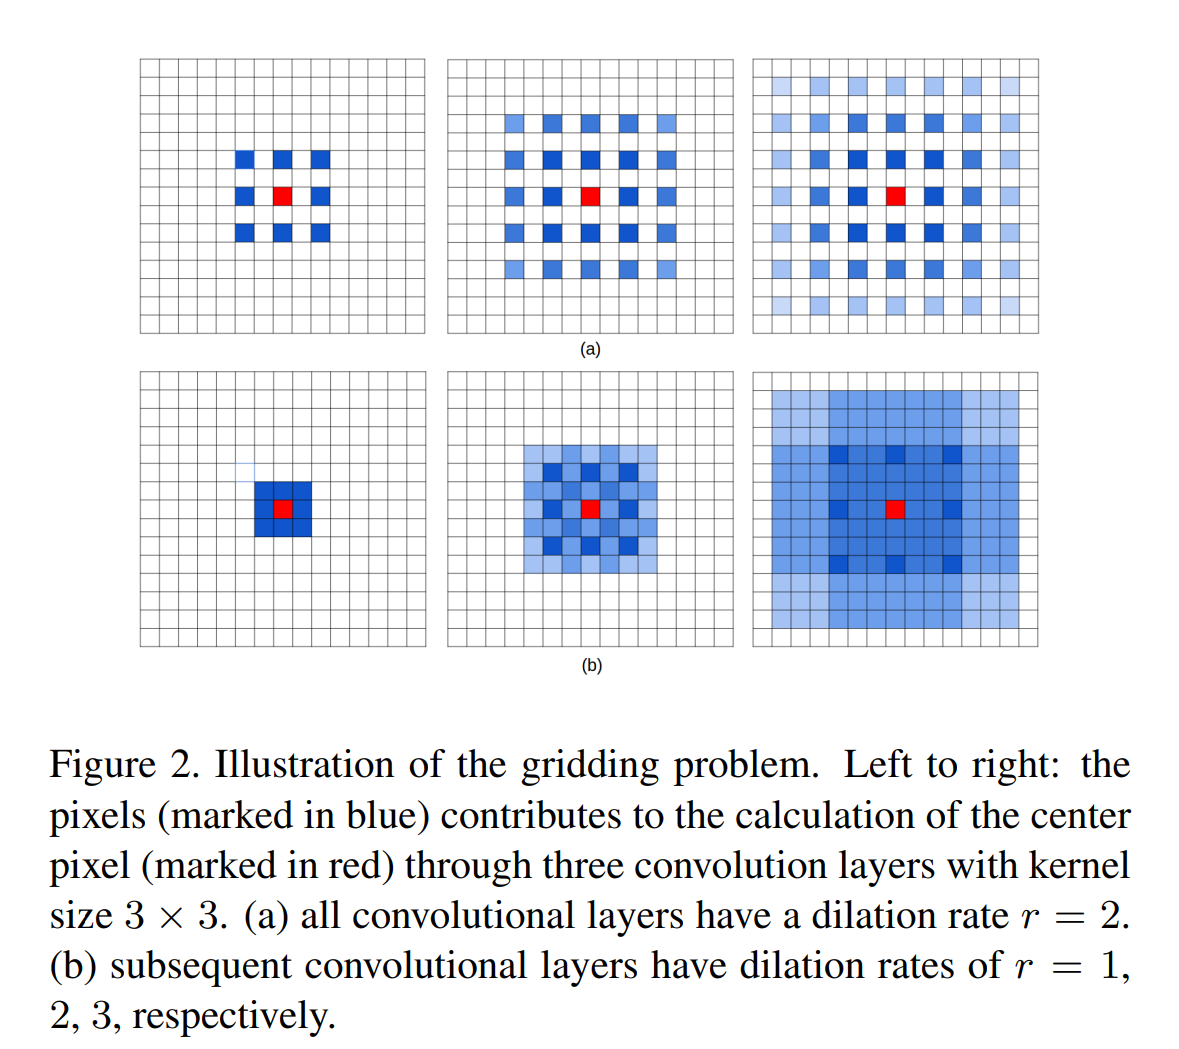 (a)
(b)
Figure 2. Illustration of the gridding problem. Left to right: the
pixels (marked in blue) contributes to the calculation of the center
pixel (marked in red) through three convolution layers with kernel
size 3 × 3. (a) all convolutional layers have a dilation rate r = 2.
(b) subsequent convolutional layers have dilation rates of r = 1,
2, 3, respectively.